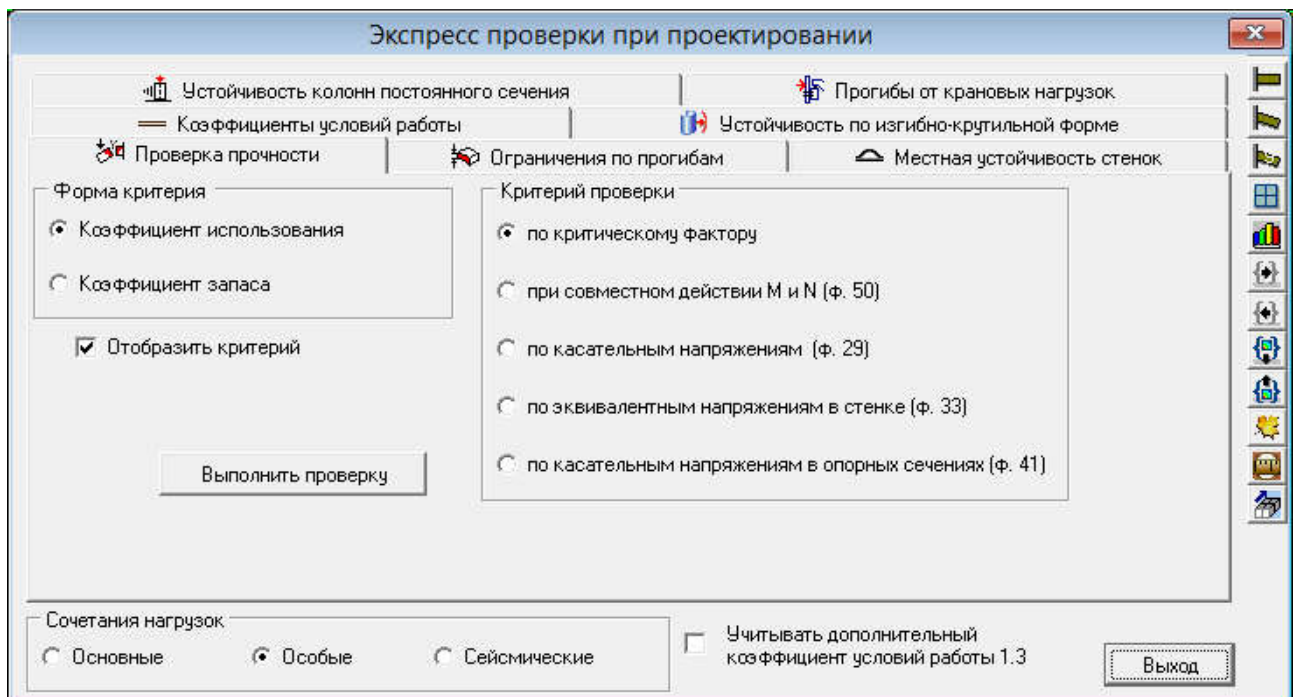 Экспресс проверки при проектировании
Устойчивость колонн постоянного сечения
Прогибы от крановых нагрузок
Коэффициенты условий работы
Устойчивость по изгибно-крутильной форме
Проверка прочности
Ограничения по прогибам
Местная устойчивость стенок
Форма критерия
Коэффициент использования
Коэффициент запаса
Отобразить критерий
Выполнить проверку
Критерий проверки
по критическому фактору
при совместном действии М и N (ф. 50)
по касательным напряжениям (ф. 29)
по эквивалентным напряжениям в стенке (ф. 33)
по касательным напряжениям в опорных сечениях (ф. 41)
Сочетания нагрузок
Основные
Особые
Сейсмические
Учитывать дополнительный
коэффициент условий работы 1.3
Выход